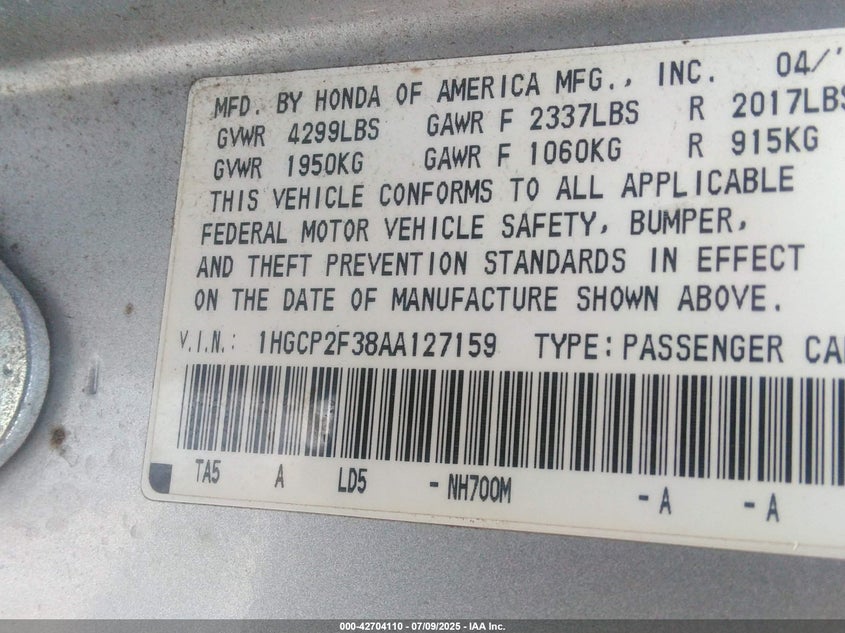 MFD. BY HONDA OF AMERICA MFG., INC. 04/
GVWR 4299LBS GAWR F 2337LBS R 2017LBS
GVWR 1950KG GAWR F 1060KG R 915KG
THIS VEHICLE CONFORMS TO ALL APPLICABLE
FEDERAL MOTOR VEHICLE SAFETY, BUMPER,
AND THEFT PREVENTION STANDARDS IN EFFECT
ON THE DATE OF MANUFACTURE SHOWN ABOVE.
V.I.N.: 1HGCP2F38AA127159 TYPE: PASSENGER CA
TA5 A LD5 - NH700M - A - A
000-42704110 - 07/09/2025 - IAA Inc.